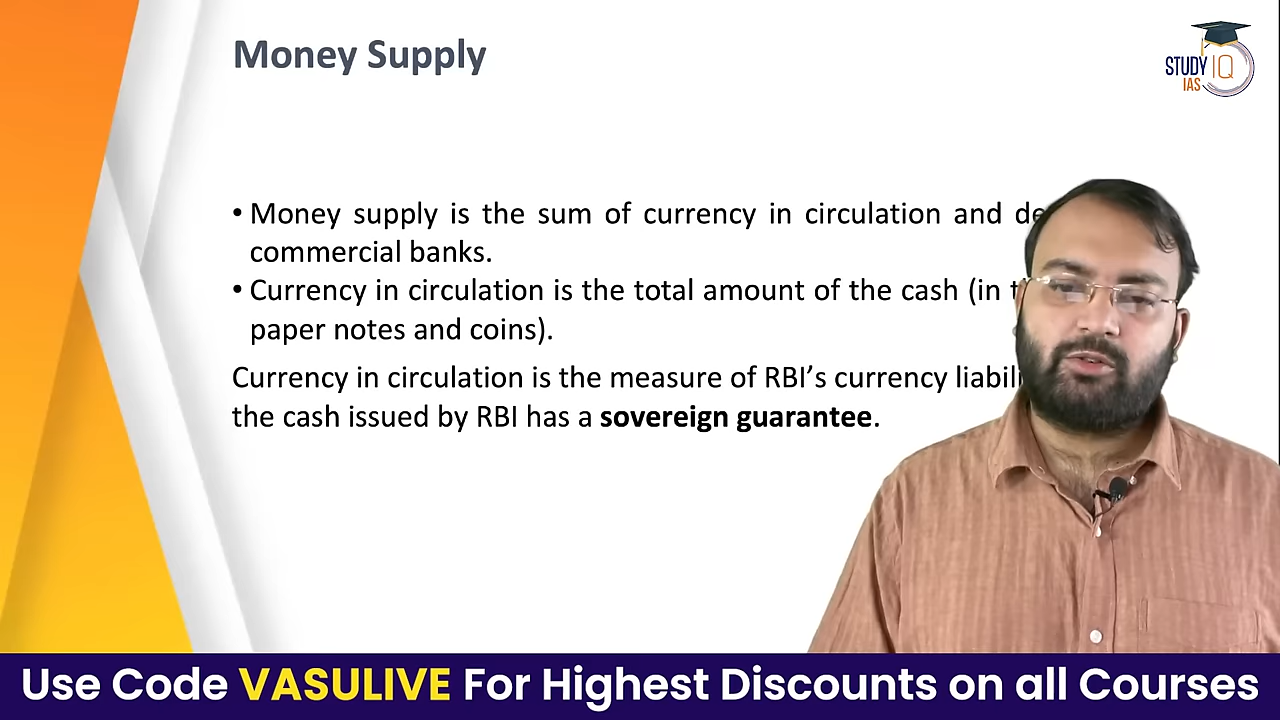 Money Supply
STUDY IQ
IAS
• Money supply is the sum of currency in circulation and
commercial banks.
• Currency in circulation is the total amount of the cash (in
paper notes and coins).
Currency in circulation is the measure of RBI’s currency
the cash issued by RBI has a sovereign guarantee.
Use Code VASULIVE For Highest Discounts on all Courses